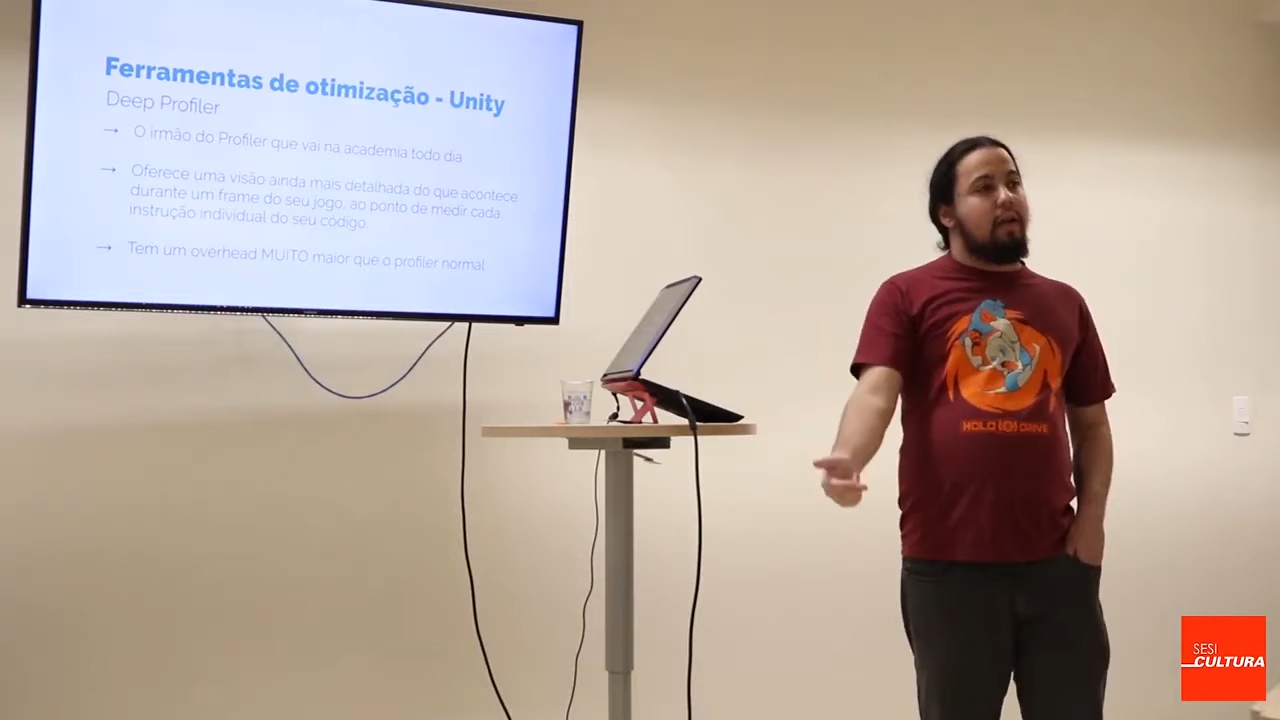 Ferramentas de otimização - Unity
Deep Profiler
→ O irmão do Profiler que vai na academia todo dia
→ Oferece uma visão ainda mais detalhada do que acontece
durante um frame do seu jogo, ao ponto de medir cada
instrução individual do seu código.
→ Tem um overhead MUITO maior que o profiler normal
HOLO DRIVE
SESI
CULTURA